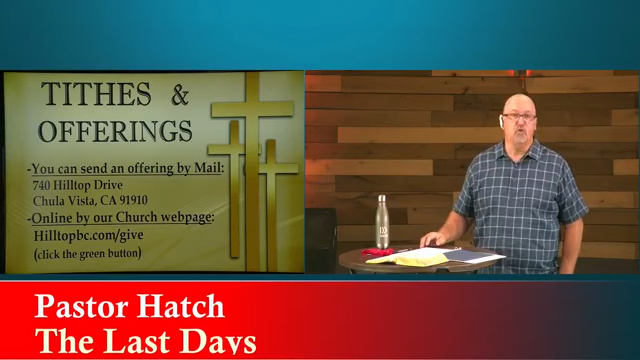 TITHES &
OFFERINGS
-You can send an offering by Mail:
740 Hilltop Drive
Chula Vista, CA 91910
-Online by our Church webpage:
Hilltopbc.com/give
(click the green button)
Pastor Hatch
The Last Days